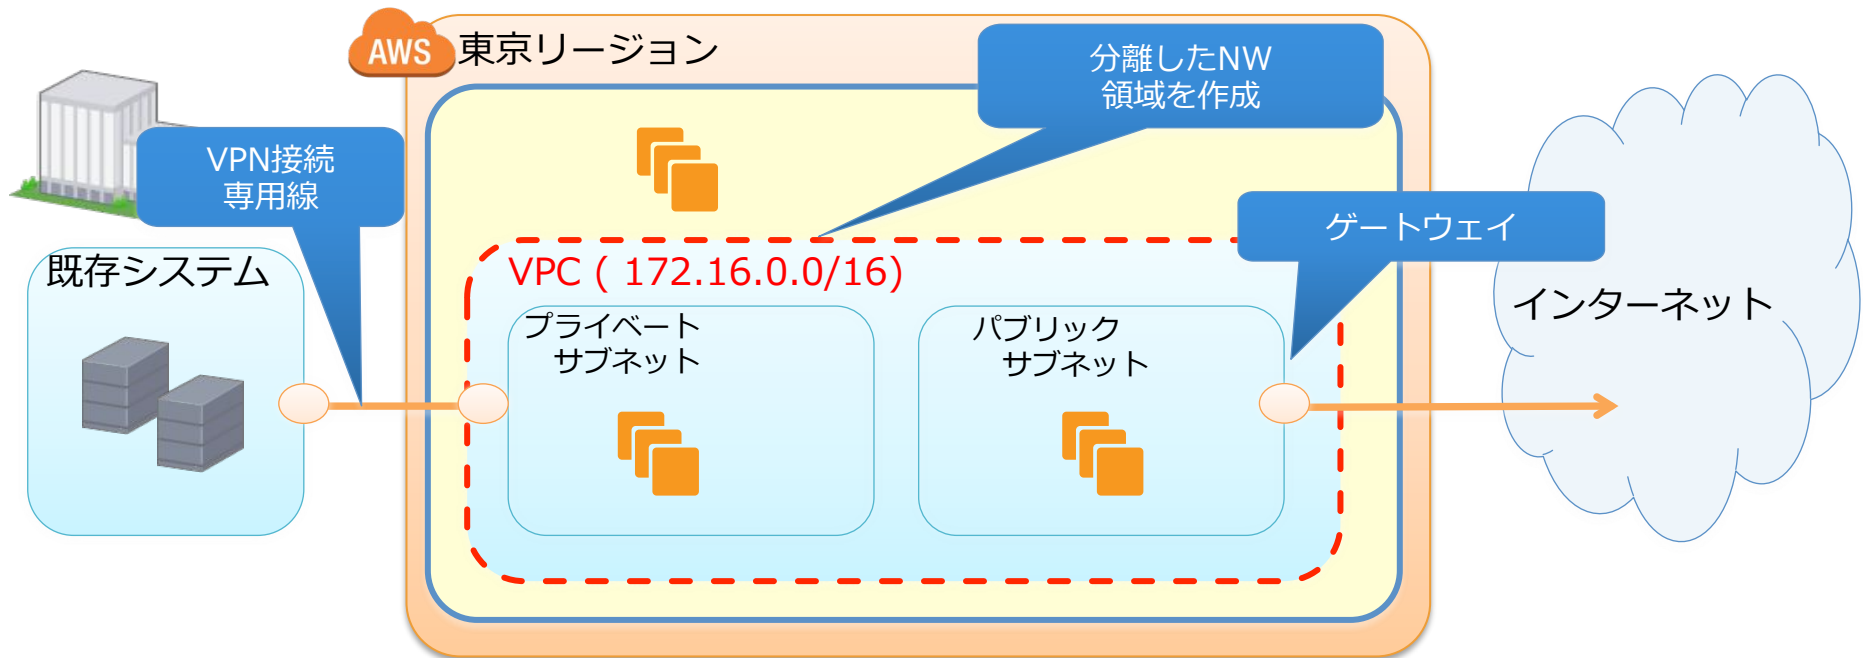 AWS
東京リージョン
分離したNW
領域を作成
VPN接続
専用線
ゲートウェイ
既存システム
VPC ( 172.16.0.0/16)
インターネット
プライベート
サブネット
パブリック
サブネット